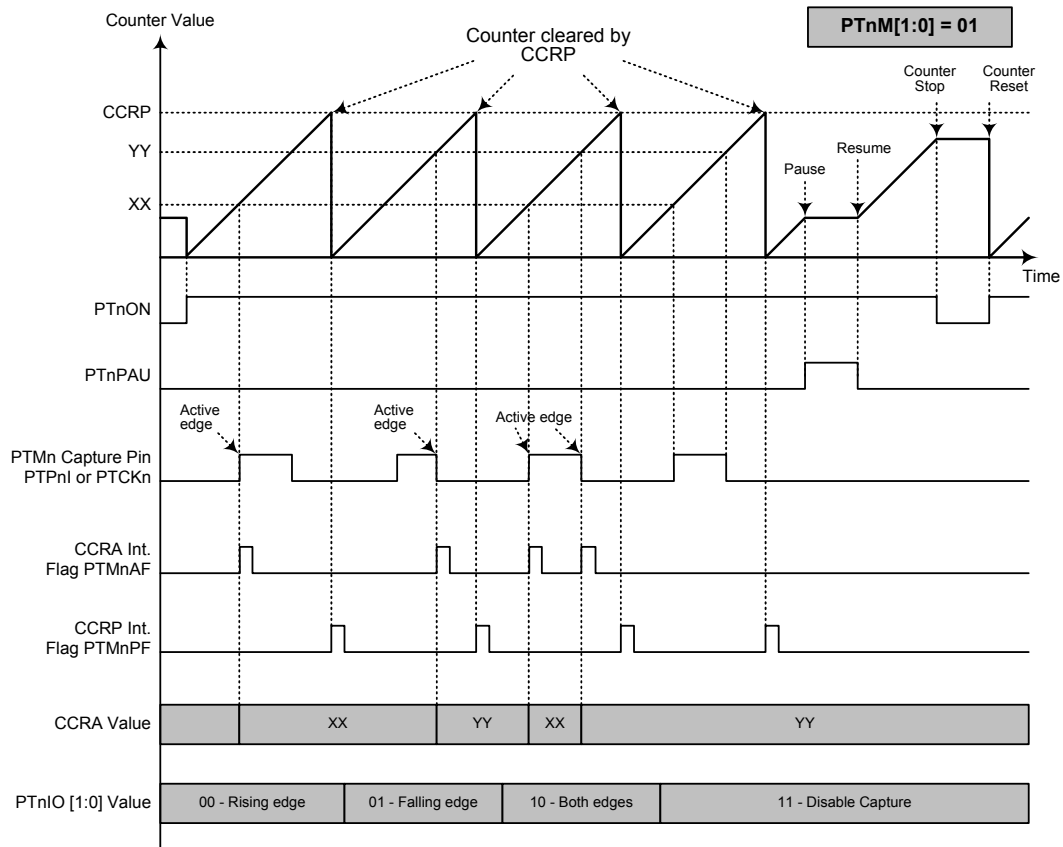 Counter Value
PTnM[1:0] = 01
Counter cleared by
CCRP
Counter
Stop
Counter
Reset
CCRP
YY
XX
Pause
Resume
Time
PTnON
PTnPAU
Active
edge
Active
edge
Active edge
PTMn Capture Pin
PTPnI or PTCKn
CCRA Int.
Flag PTMnAF
CCRP Int.
Flag PTMnPF
CCRA Value
XX
YY
XX
YY
PTnIO [1:0] Value
00 - Rising edge
01 - Falling edge
10 - Both edges
11 - Disable Capture